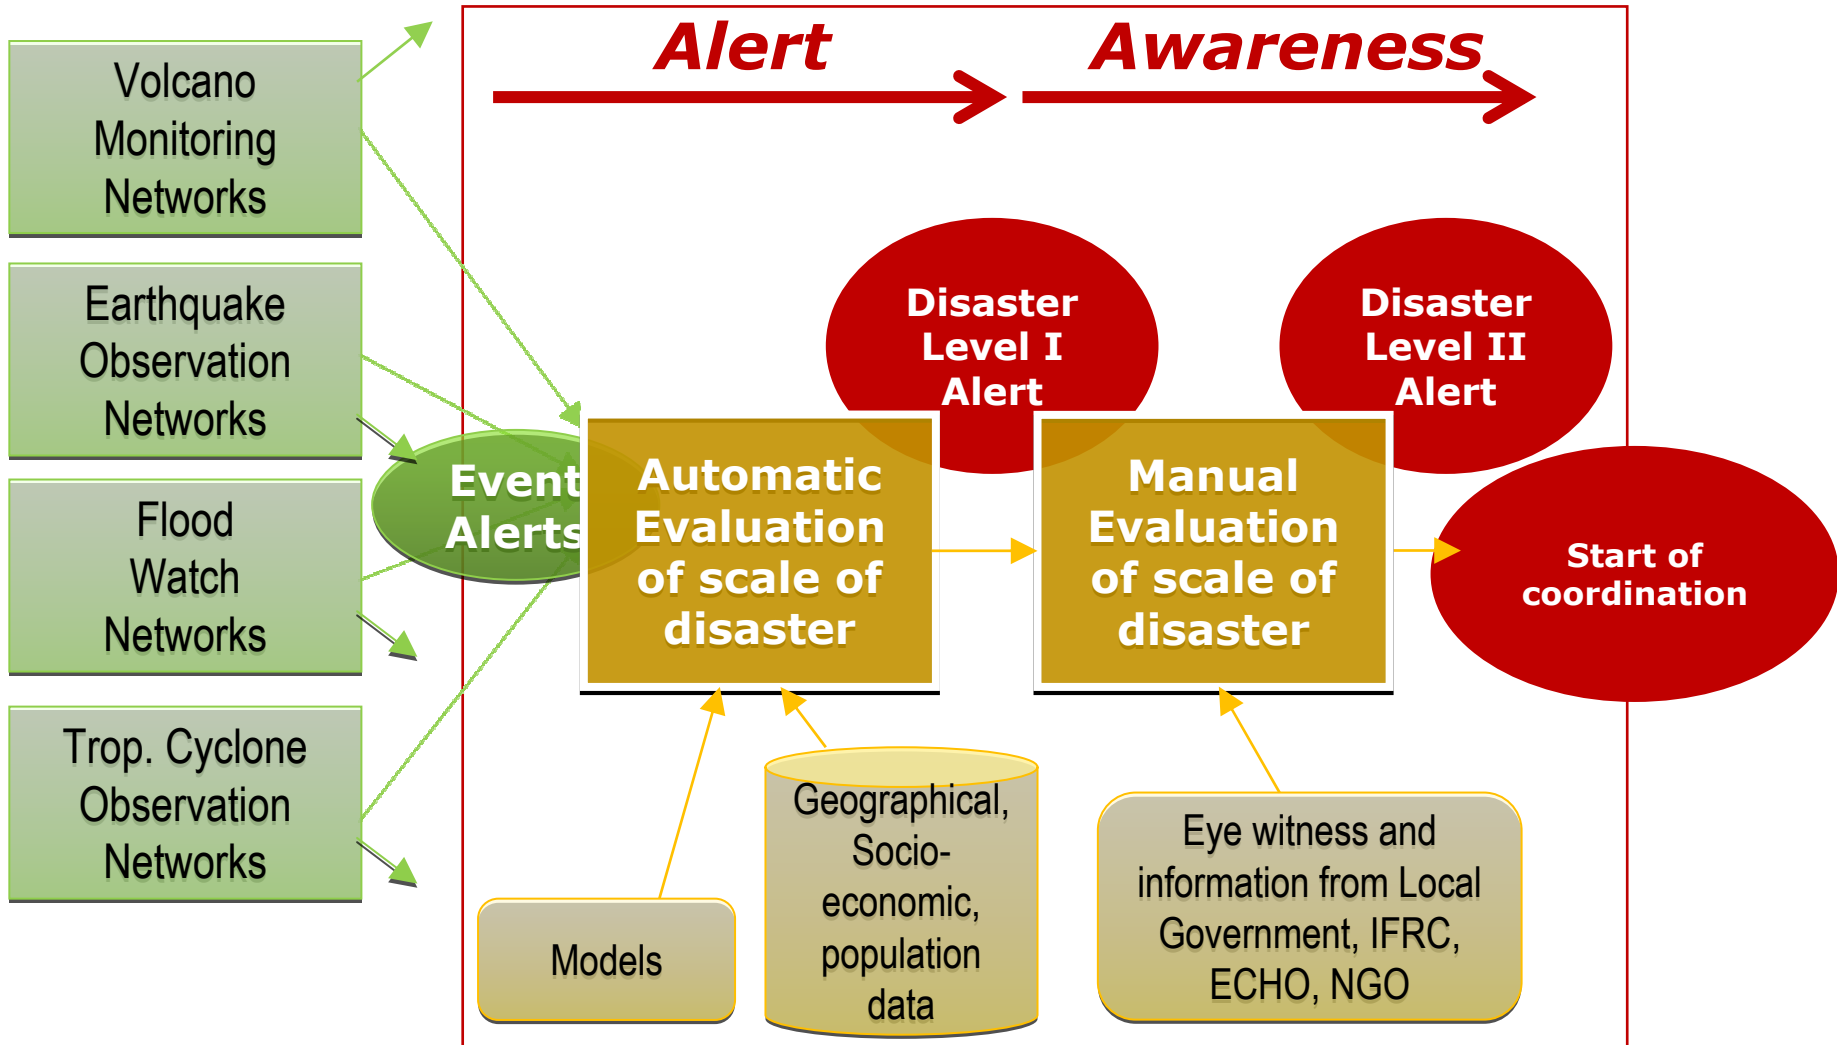 Alert
Awareness
Volcano
Monitoring
Networks
Earthquake
Observation
Networks
Flood
Watch
Networks
Trop. Cyclone
Observation
Networks
Event
Alerts
Automatic
Evaluation
of scale of
disaster
Disaster
Level I
Alert
Manual
Evaluation
of scale of
disaster
Disaster
Level II
Alert
Start of
coordination
Models
Geographical,
Socio-
economic,
population
data
Eye witness and
information from Local
Government, IFRC,
ECHO, NGO